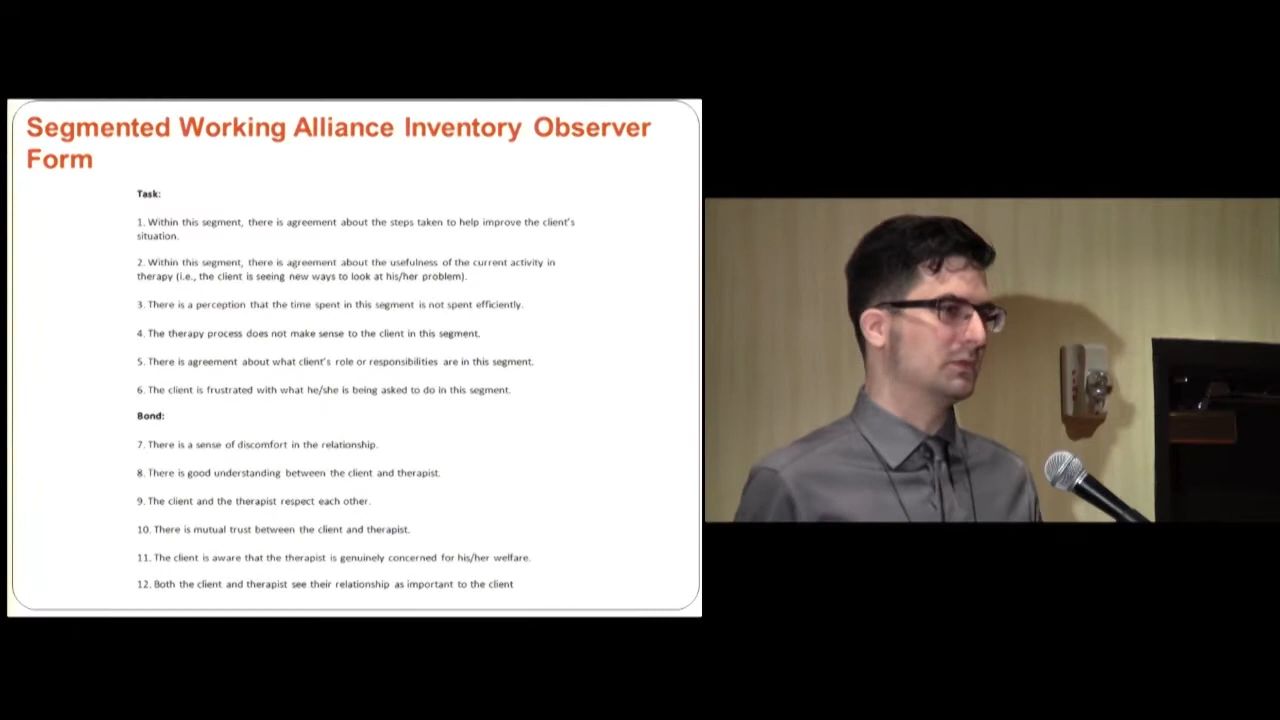 Segmented Working Alliance Inventory Observer
Form
Task:
1. Within this segment, there is agreement about the steps taken to help improve the client's
situation.
2. Within this segment, there is agreement about the usefulness of the current activity in
therapy (i.e., the client is seeing new ways to look at his/her problem).
3. There is a perception that the time spent in this segment is not spent efficiently.
4. The therapy process does not make sense to the client in this segment.
5. There is agreement about what client's role or responsibilities are in this segment.
6. The client is frustrated with what he/she is being asked to do in this segment.
Bond:
7. There is a sense of discomfort in the relationship.
8. There is good understanding between the client and therapist.
9. The client and the therapist respect each other.
10. There is mutual trust between the client and therapist.
11. The client is aware that the therapist is genuinely concerned for his/her welfare.
12. Both the client and therapist see their relationship as important to the client